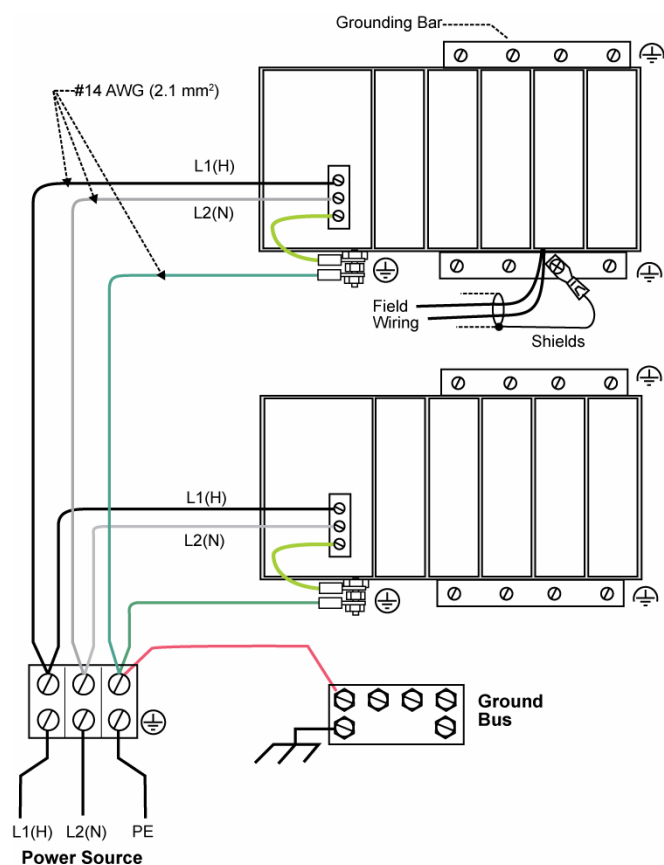 Grounding Bar
#14 AWG (2.1 mm²)
L1(H)
L2(N)
Field
Wiring
Shields
L1(H)
L2(N)
Ground
Bus
L1(H) L2(N) PE
Power Source